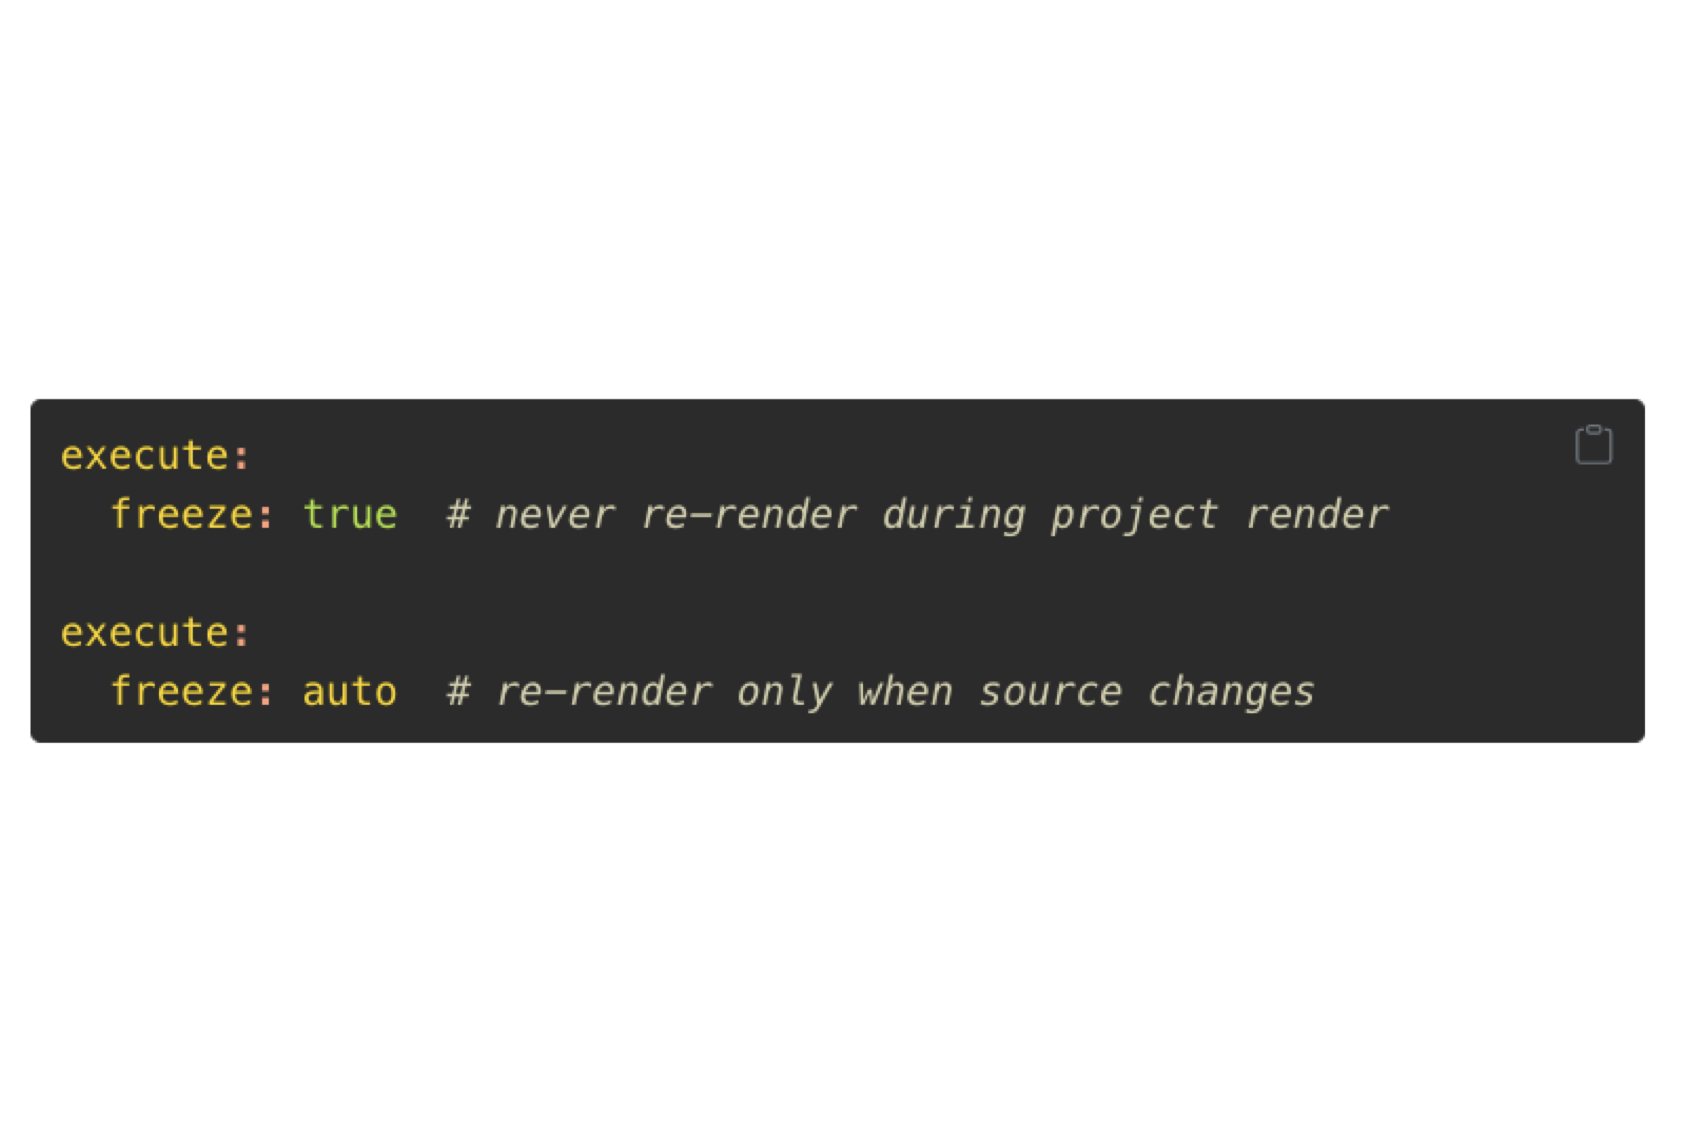 execute:
  freeze: true  # never re-render during project render

execute:
  freeze: auto  # re-render only when source changes